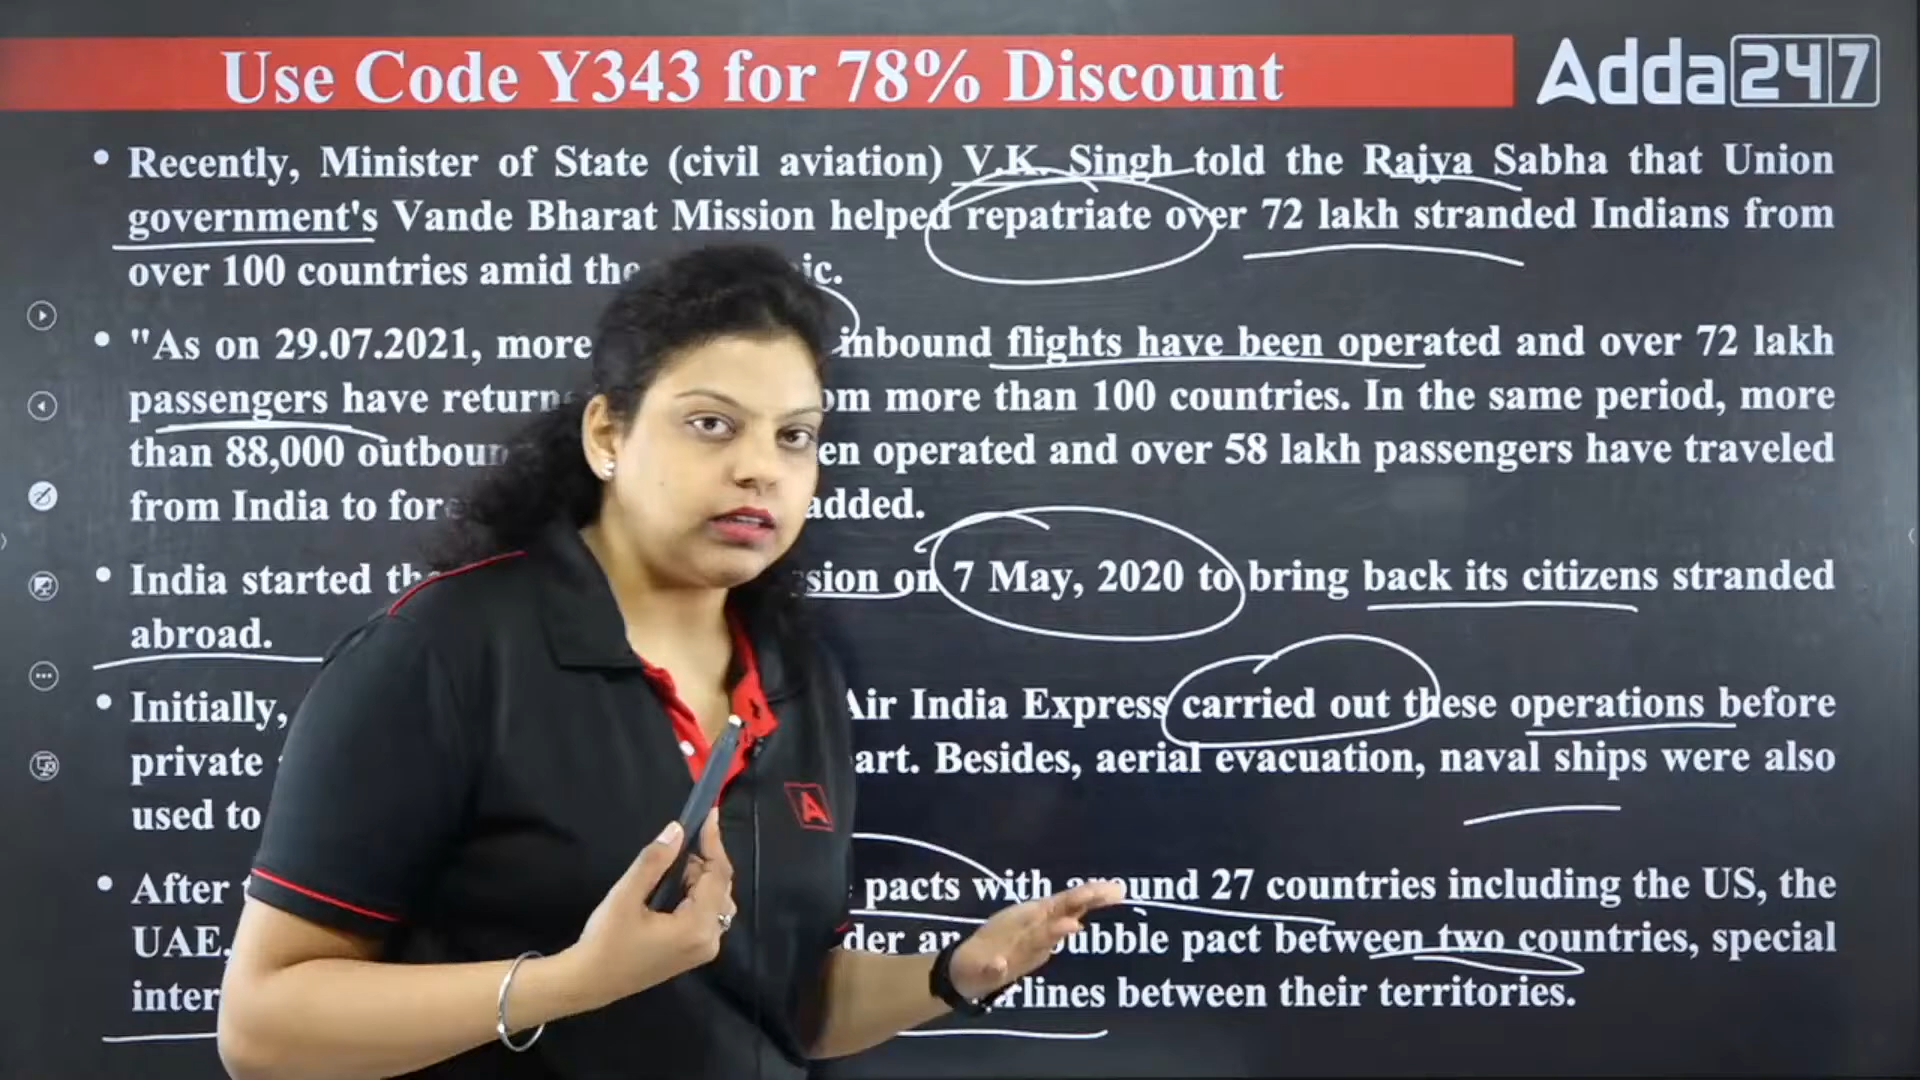 Use Code Y343 for 78% Discount
Adda247
• Recently, Minister of State (civil aviation) V.K. Singh told the Rajya Sabha that Union
government's Vande Bharat Mission helped repatriate over 72 lakh stranded Indians from
over 100 countries amid the ic.
• "As on 29.07.2021, more inbound flights have been operated and over 72 lakh
passengers have return om more than 100 countries. In the same period, more
than 88,000 outboun en operated and over 58 lakh passengers have traveled
from India to for added.
• India started the sion on 7 May, 2020 to bring back its citizens stranded
abroad.
• Initially, Air India Express carried out these operations before
private art. Besides, aerial evacuation, naval ships were also
used to
• After pacts with around 27 countries including the US, the
UAE, der an bubble pact between two countries, special
inter rlines between their territories.
A